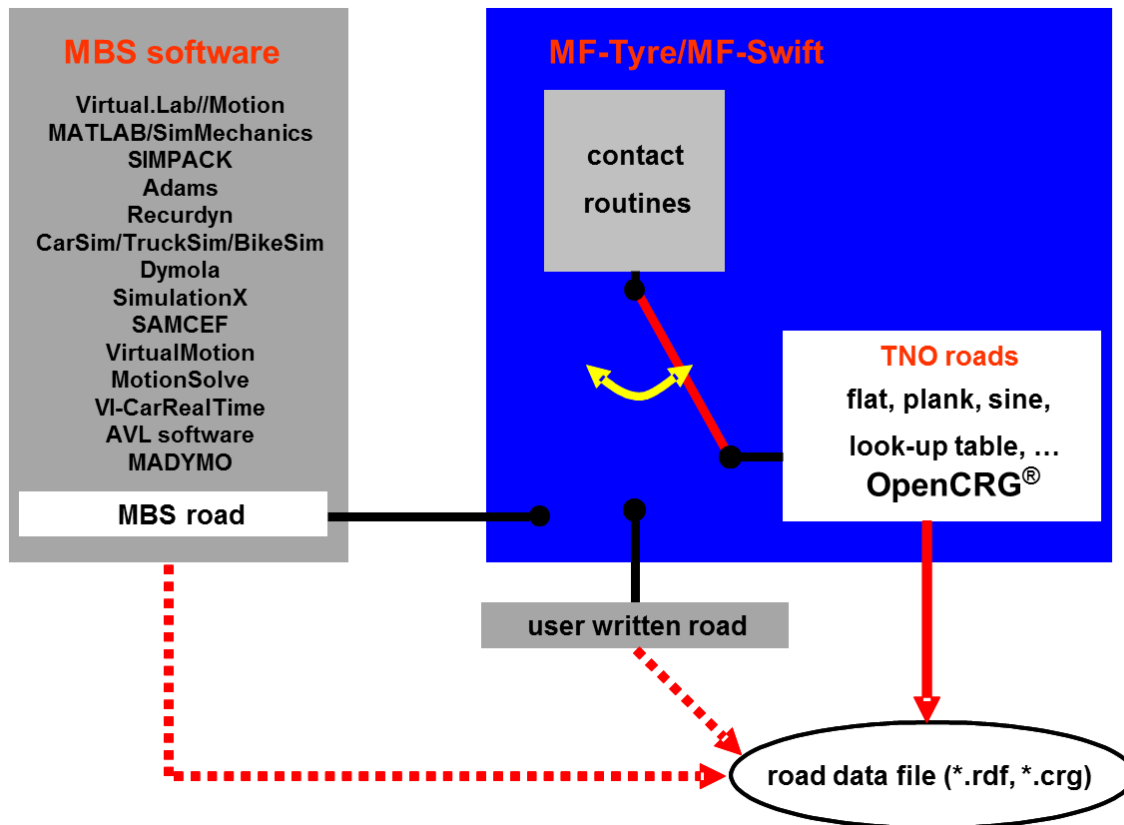 MBS software
Virtual.Lab//Motion
MATLAB/SimMechanics
SIMPACK
Adams
Recurdyn
CarSim/TruckSim/BikeSim
Dymola
SimulationX
SAMCEF
VirtualMotion
MotionSolve
VI-CarRealTime
AVL software
MADYMO
MBS road
MF-Tyre/MF-Swift
contact
routines
TNO roads
flat, plank, sine,
look-up table, …
OpenCRG®
user written road
road data file (*.rdf, *.crg)